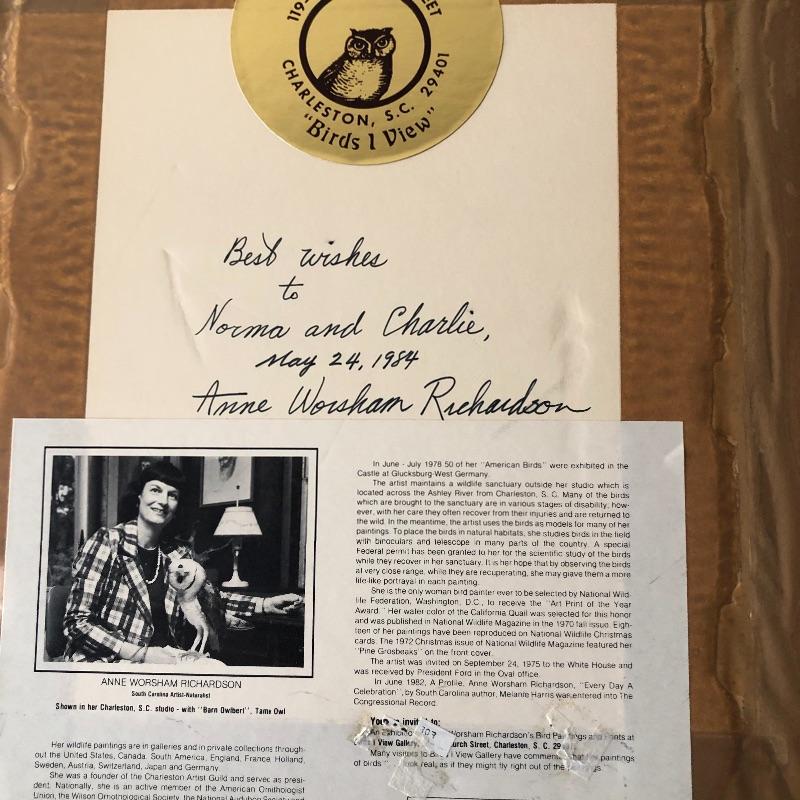 119
EET
CHARLESTON, S.C. 29401
"Birds I View"
Best wishes
to
Norma and Charlie,
May 24, 1984
Anne Worsham Richardson
ANNE WORSHAM RICHARDSON
South Carolina Artist-Naturalist
Shown in her Charleston, S.C. studio - with "Barn Owlbert", Tame Owl
Her wildlife paintings are in galleries and in private collections through-
out the United States, Canada, South America, England, France, Holland,
Sweden, Austria, Switzerland, Japan and Germany.
She was a founder of the Charleston Artist Guild and served as presi-
dent. Nationally, she is an active member of the American Ornithologist
Union, the Wilson Ornothological Society, the National Audubon Society and
In June - July 1978 50 of her "American Birds" were exhibited in the
Castle at Glucksburg-West Germany.
The artist maintains a wildlife sanctuary outside her studio which is
located across the Ashley River from Charleston, S. C. Many of the birds
which are brought to the sanctuary are in various stages of disability; how-
ever, with her care they often recover from their injuries and are returned to
the wild. In the meantime, the artist uses the birds as models for many of her
paintings. To place the birds in natural habitats, she studies birds in the field
with binoculars and telescope in many parts of the country. A special
Federal permit has been granted to her for the scientific study of the birds
while they recover in her sanctuary. It is her hope that by observing the birds
at very close range, while they are recuperating, she may give them a more
life-like portrayal in each painting.
She is the only woman bird painter ever to be selected by National Wild-
life Federation, Washington, D.C., to receive the "Art Print of the Year
Award." Her water color of the California Quail was selected for this honor
and was published in National Wildlife Magazine in the 1970 fall issue. Eigh-
teen of her paintings have been reproduced on National Wildlife Christmas
cards. The 1972 Christmas issue of National Wildlife Magazine featured her
"Pine Grosbeaks" on the front cover.
The artist was invited on September 24, 1975 to the White House and
was received by President Ford in the Oval office.
In June 1982, A Profile, Anne Worsham Richardson, "Every Day A
Celebration", by South Carolina author, Melanie Harris was entered into The
Congressional Record.
invited to:
An exhibition Worsham Richardson's Bird Paintings and Prints at
I View Gallery, Church Street, Charleston, S. C.
Many visitors to I View Gallery have commented that paintings
of birds look real, as if they might fly right out of the